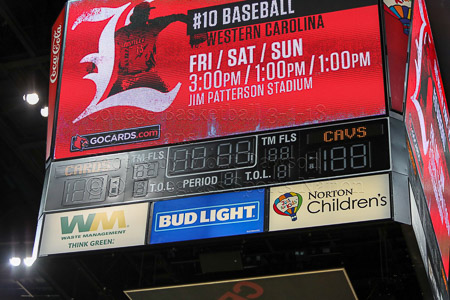 Coca-Cola
#10 BASEBALL
WESTERN CAROLINA
FRI / SAT / SUN
3:00PM / 1:00PM / 1:00PM
JIM PATTERSON STADIUM
L
GOCARDS.COM
CARDS
TM FLS
TM FLS
CAVS
T.O.L.
PERIOD
T.O.L.
WM
WASTE MANAGEMENT
THINK GREEN.
BUD LIGHT
NORTON
Children's